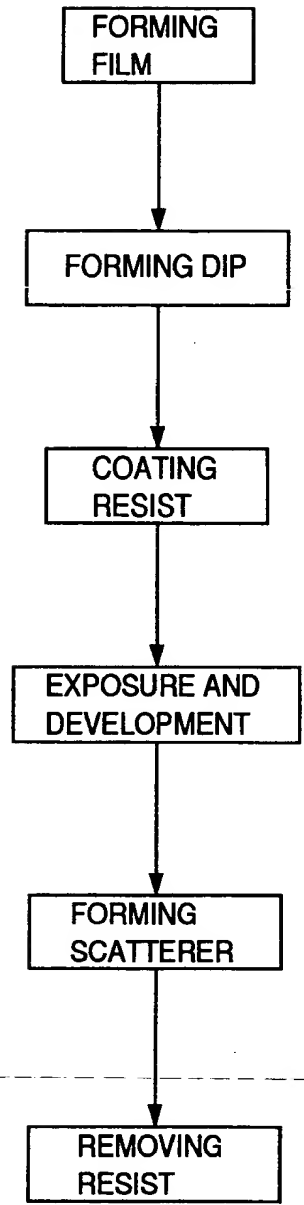 FORMING
FILM
FORMING DIP
COATING
RESIST
EXPOSURE AND
DEVELOPMENT
FORMING
SCATTERER
REMOVING
RESIST